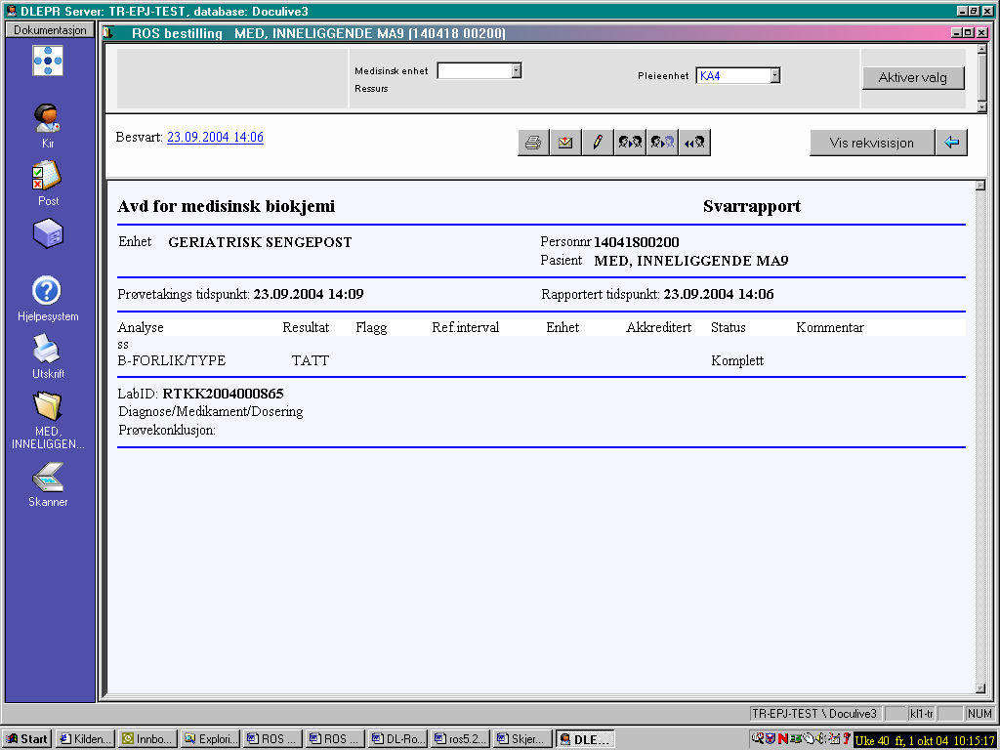 DLEPR Server: TR-EPJ-TEST, database: Doculive3
Dokumentasjon
ROS bestilling MED, INNELIGGENDE MA9 [140418 00200]
Kir
Post
Hjelpesystem
Utskrift
MED,
INNELIGGEN...
Skanner
Medisinsk enhet
Ressurs
Pleieenhet KA4
Aktiver valg
Besvart: 23.09.2004 14:06
Vis rekvisisjon
Avd for medisinsk biokjemi Svarrapport
Enhet GERIATRISK SENGEPOST Personnr 14041800200
Pasient MED, INNELIGGENDE MA9
Prøvetakings tidspunkt: 23.09.2004 14:09 Rapportert tidspunkt: 23.09.2004 14:06
Analyse Resultat Flagg Ref.interval Enhet Akkreditert Status Kommentar
ss
B-FORLIK/TYPE TATT Komplett
LabID: RTKK2004000865
Diagnose/Medikament/Dosering
Prøvekonklusjon:
TR-EPJ-TEST \ Doculive3 kl1-tr NUM
Start Kilden... Innbo... Explori... ROS ... ROS ... DL-Ro... ros5.2... Skjer... DLE... Uke 40 fr, 1 okt 04 10:15:17